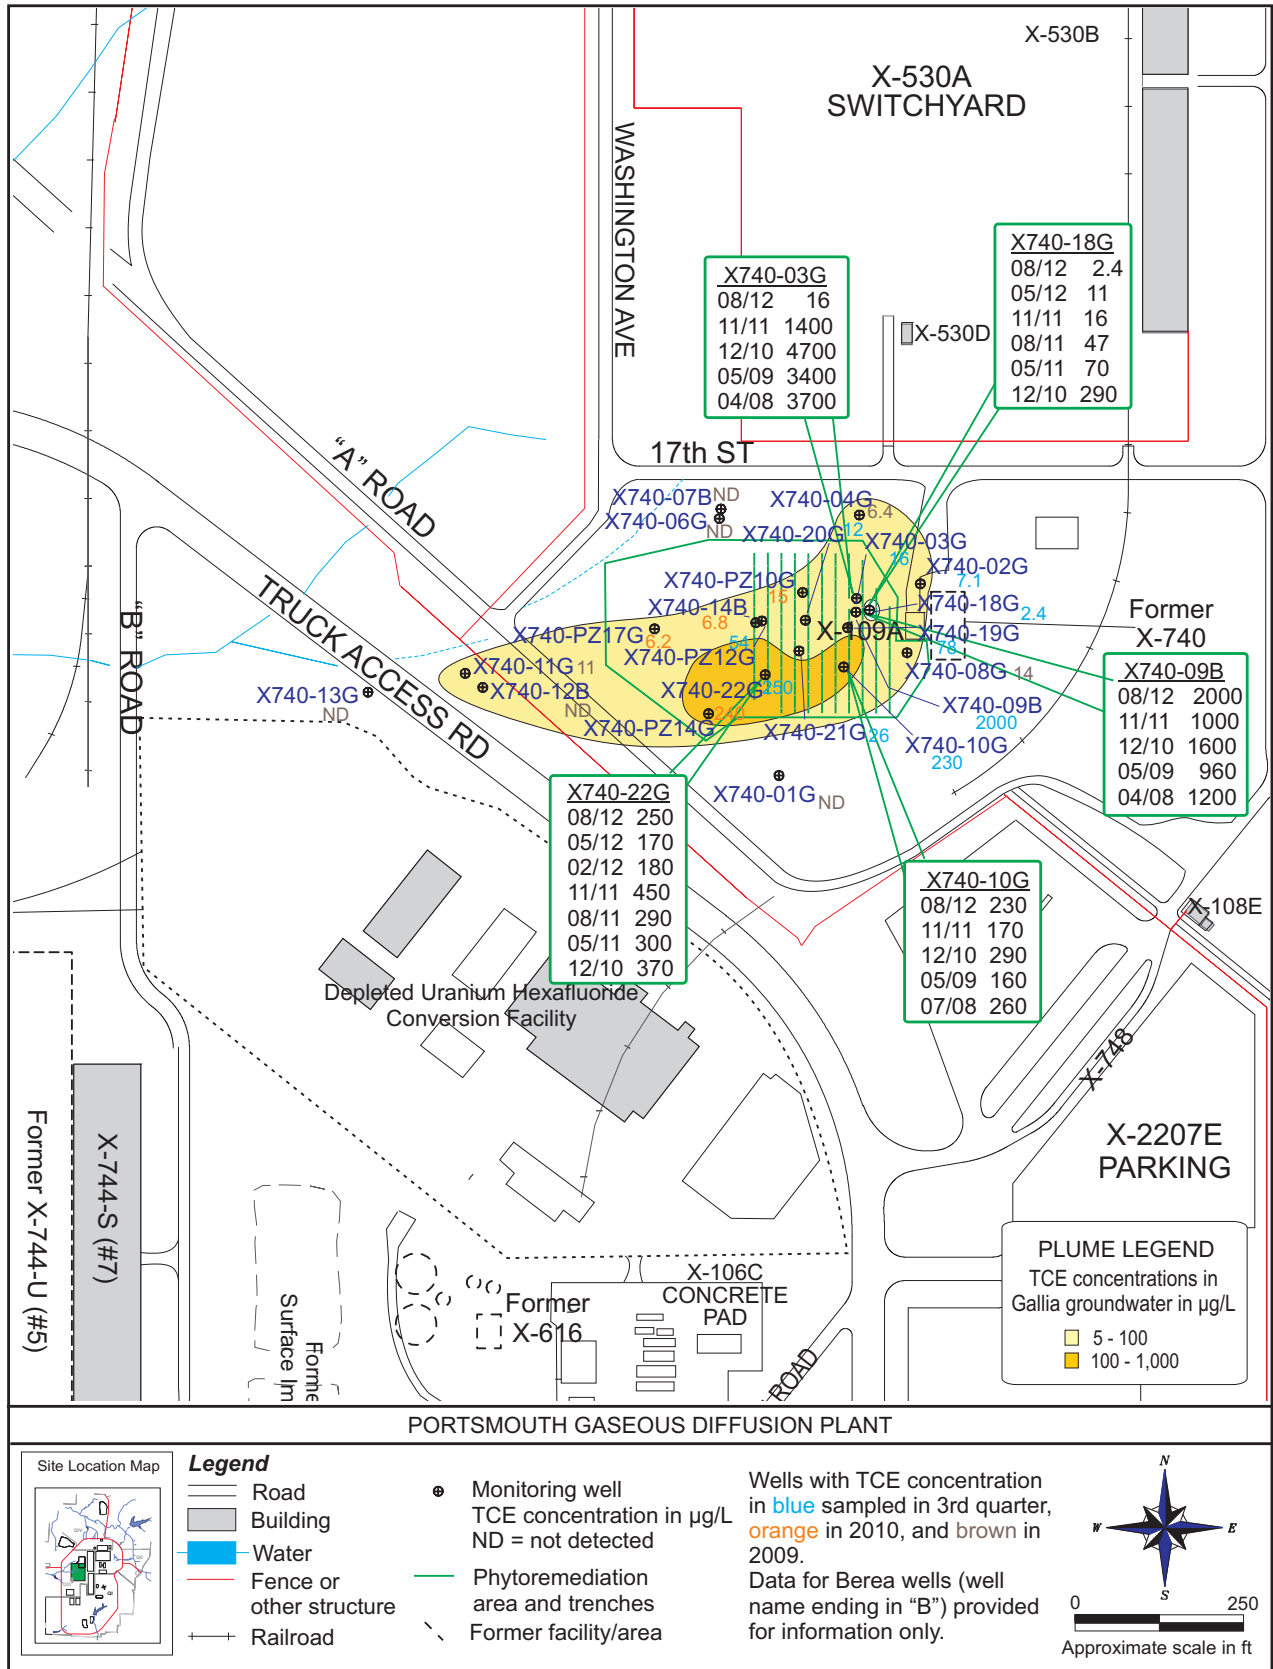 X-530B
X-530A
SWITCHYARD
WASHINGTON AVE
X740-03G
08/12 16
11/11 1400
12/10 4700
05/09 3400
04/08 3700
X740-18G
08/12 2.4
05/12 11
11/11 16
08/11 47
05/11 70
12/10 290
X-530D
17th ST
"A" ROAD
"B" ROAD
TRUCK ACCESS RD
X740-07B ND
X740-06G ND
X740-04G 6.4
X740-20G 12
X740-03G 16
X740-02G 7.1
X740-PZ10G 15
X740-14B 6.8
X740-18G 2.4
Former
X-740
X740-PZ17G 6.2
X-109A
X740-19G 78
X740-PZ12G 54
X740-11G 11
X740-08G 14
X740-12B ND
X740-13G ND
X740-22G 250
X740-09B 2000
X740-PZ14G 240
X740-21G 26
X740-10G 230
X740-01G ND
X740-09B
08/12 2000
11/11 1000
12/10 1600
05/09 960
04/08 1200
X740-22G
08/12 250
05/12 170
02/12 180
11/11 450
08/11 290
05/11 300
12/10 370
X740-10G
08/12 230
11/11 170
12/10 290
05/09 160
07/08 260
X-108E
Depleted Uranium Hexafluoride
Conversion Facility
X-748
X-2207E
PARKING
Former X-744-U (#5)
X-744-S (#7)
Forme
Surface Im
Former
X-616
X-106C
CONCRETE
PAD
ROAD
PLUME LEGEND
TCE concentrations in
Gallia groundwater in µg/L
5 - 100
100 - 1,000
PORTSMOUTH GASEOUS DIFFUSION PLANT
Site Location Map
Legend
Road
Building
Water
Fence or
other structure
Railroad
Monitoring well
TCE concentration in µg/L
ND = not detected
Phytoremediation
area and trenches
Former facility/area
Wells with TCE concentration
in blue sampled in 3rd quarter,
orange in 2010, and brown in
2009.
Data for Berea wells (well
name ending in "B") provided
for information only.
N
W E
S
0 250
Approximate scale in ft